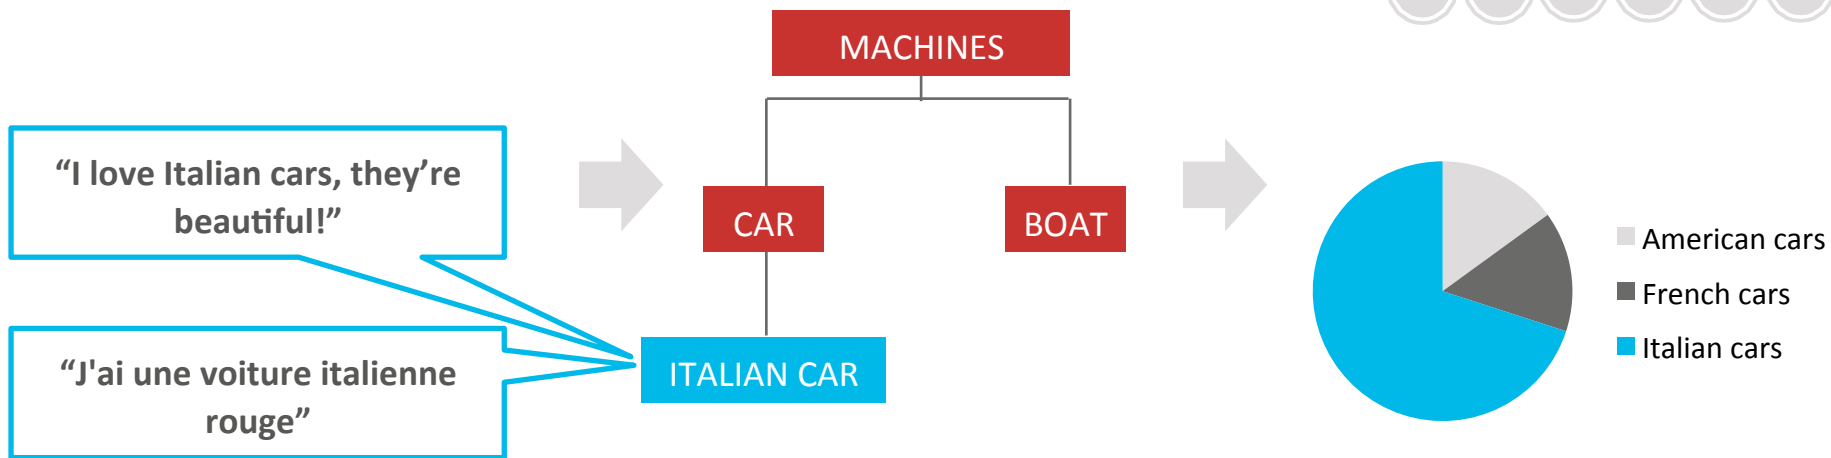 MACHINES
“I love Italian cars, they’re
beautiful!”
CAR
BOAT
American cars
French cars
Italian cars
“J'ai une voiture italienne
rouge”
ITALIAN CAR